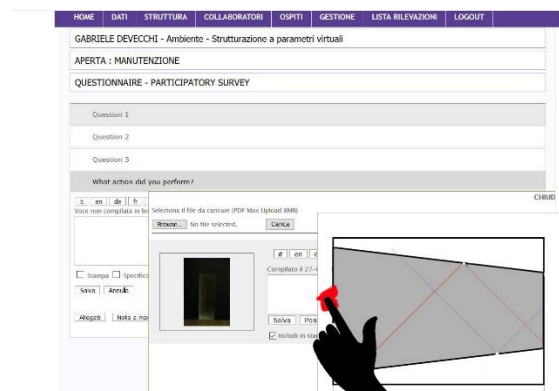 HOME DATI STRUTTURA COLLABORATORI OSPITI GESTIONE LISTA RILEVAZIONI LOGOUT
GABRIELE DEVECCHI - Ambiente - Strutturazione a parametri virtuali
APERTA : MANUTENZIONE
QUESTIONNAIRE - PARTICIPATORY SURVEY
Question 1
Question 2
Question 3
What action did you perform?
CHIUD
it en de fr
Voce non compilata in
Seleziona il file da caricare (PDF Max Upload 8MB)
Browse... No file selected. Carica
it en
Compilato il 27-
Stampa Specifica
Salva Annulla
Salva Pos
Allegati Note a ma
Includi in sta